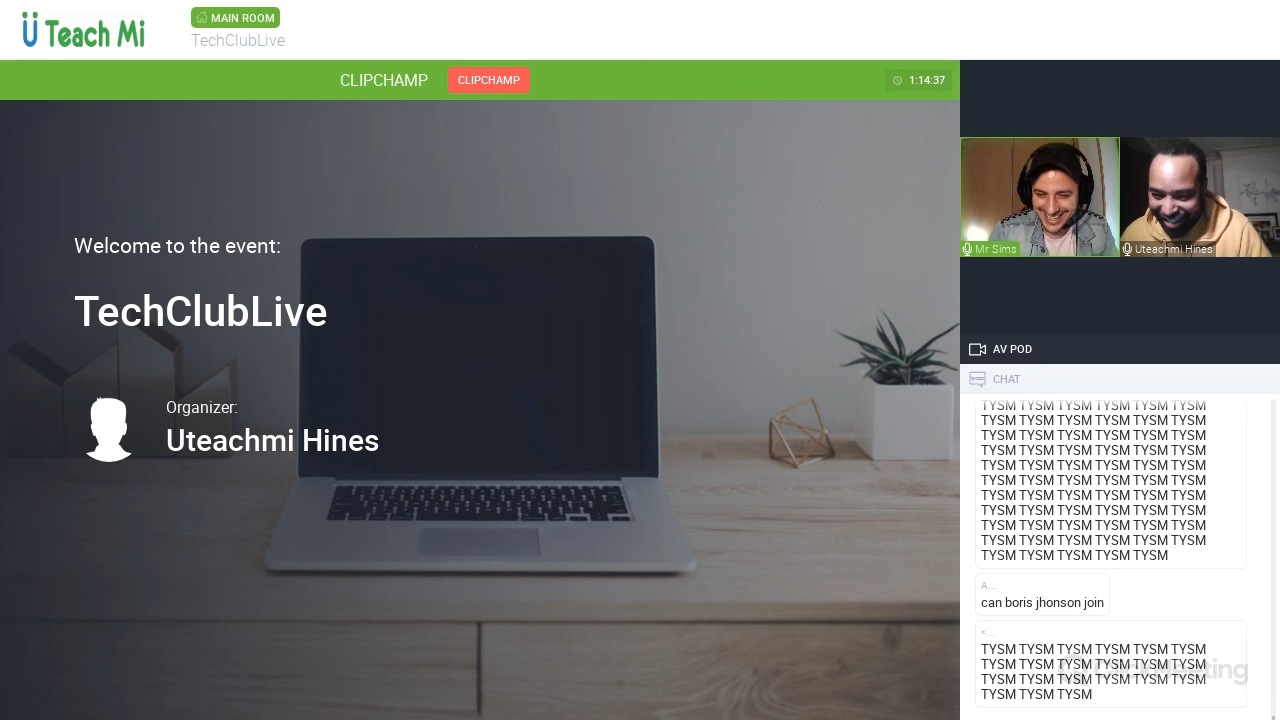 Ü Teach Mi
MAIN ROOM
TechClubLive
CLIPCHAMP
CLIPCHAMP
1:14:37
Welcome to the event:
TechClubLive
Organizer:
Uteachmi Hines
Mr Sims
Uteachmi Hines
AV POD
CHAT
TYSM TYSM TYSM TYSM TYSM TYSM
TYSM TYSM TYSM TYSM TYSM TYSM
TYSM TYSM TYSM TYSM TYSM TYSM
TYSM TYSM TYSM TYSM TYSM TYSM
TYSM TYSM TYSM TYSM TYSM TYSM
TYSM TYSM TYSM TYSM TYSM TYSM
TYSM TYSM TYSM TYSM TYSM TYSM
TYSM TYSM TYSM TYSM TYSM TYSM
TYSM TYSM TYSM TYSM TYSM TYSM
TYSM TYSM TYSM TYSM TYSM TYSM
TYSM TYSM TYSM TYSM TYSM
A...
can boris jhonson join
<...
TYSM TYSM TYSM TYSM TYSM TYSM
TYSM TYSM TYSM TYSM TYSM TYSM
TYSM TYSM TYSM TYSM TYSM TYSM
TYSM TYSM TYSM